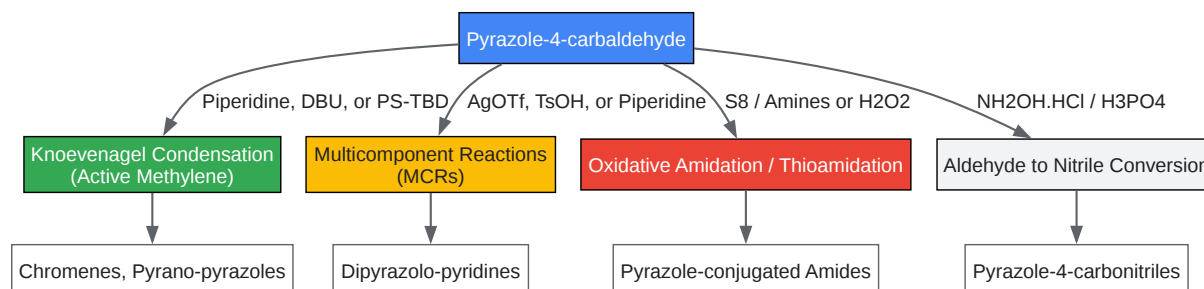 Pyrazole-4-carbaldehyde
Piperidine, DBU, or PS-TBD
AgOTf, TsOH, or Piperidine
S8 / Amines or H2O2
NH2OH.HCl / H3PO4
Knoevenagel Condensation
(Active Methylene)
Multicomponent Reactions
(MCRs)
Oxidative Amidation / Thioamidation
Aldehyde to Nitrile Conversion
Chromenes, Pyrano-pyrazoles
Dipyrazolo-pyridines
Pyrazole-conjugated Amides
Pyrazole-4-carbonitriles